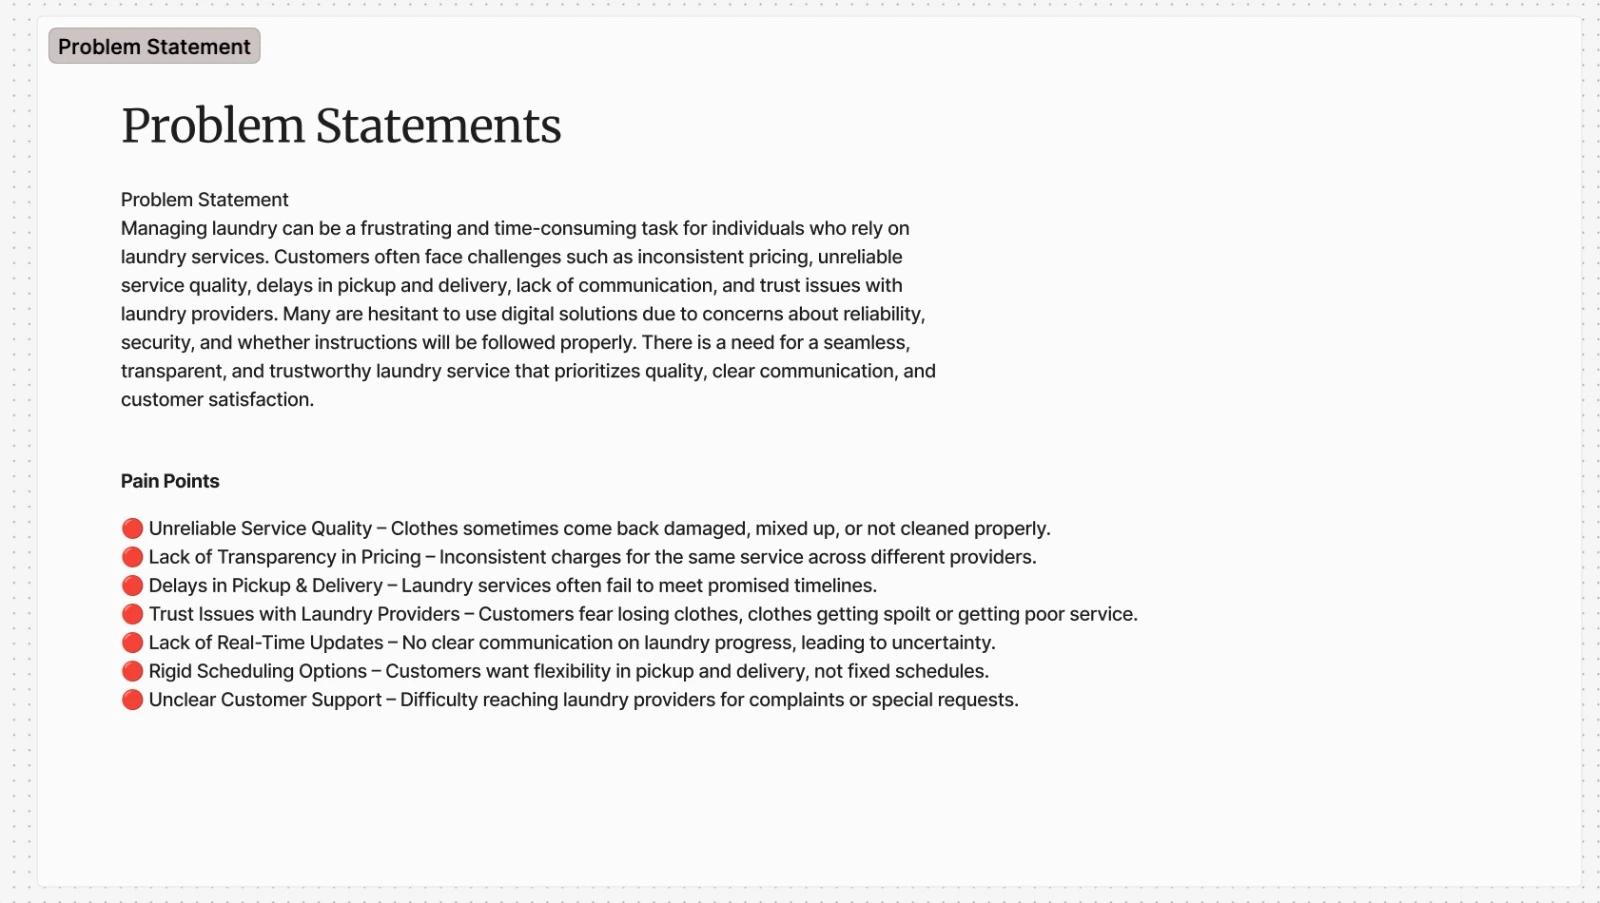 Problem Statement
Problem Statements
Problem Statement
Managing laundry can be a frustrating and time-consuming task for individuals who rely on
laundry services. Customers often face challenges such as inconsistent pricing, unreliable
service quality, delays in pickup and delivery, lack of communication, and trust issues with
laundry providers. Many are hesitant to use digital solutions due to concerns about reliability,
security, and whether instructions will be followed properly. There is a need for a seamless,
transparent, and trustworthy laundry service that prioritizes quality, clear communication, and
customer satisfaction.
Pain Points
🔴 Unreliable Service Quality – Clothes sometimes come back damaged, mixed up, or not cleaned properly.
🔴 Lack of Transparency in Pricing – Inconsistent charges for the same service across different providers.
🔴 Delays in Pickup & Delivery – Laundry services often fail to meet promised timelines.
🔴 Trust Issues with Laundry Providers – Customers fear losing clothes, clothes getting spoilt or getting poor service.
🔴 Lack of Real-Time Updates – No clear communication on laundry progress, leading to uncertainty.
🔴 Rigid Scheduling Options – Customers want flexibility in pickup and delivery, not fixed schedules.
🔴 Unclear Customer Support – Difficulty reaching laundry providers for complaints or special requests.